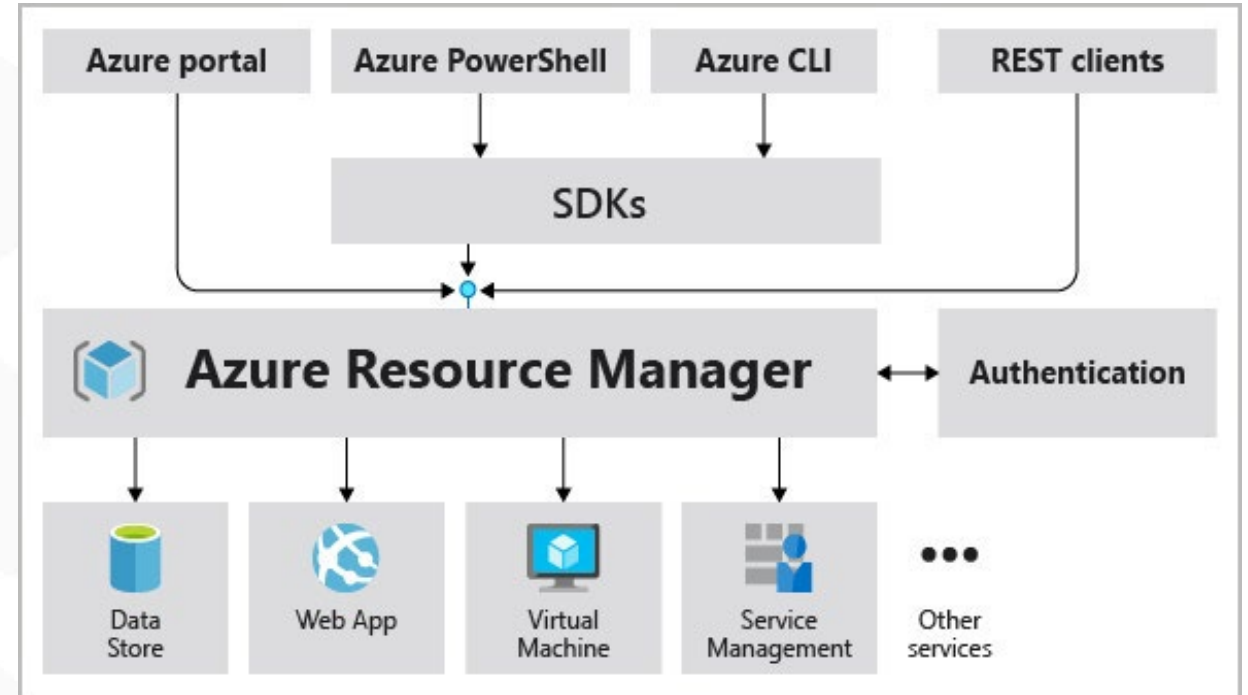 Azure portal
Azure PowerShell
Azure CLI
REST clients
SDKs
Azure Resource Manager
Authentication
Data
Store
Web App
Virtual
Machine
Service
Management
Other
services